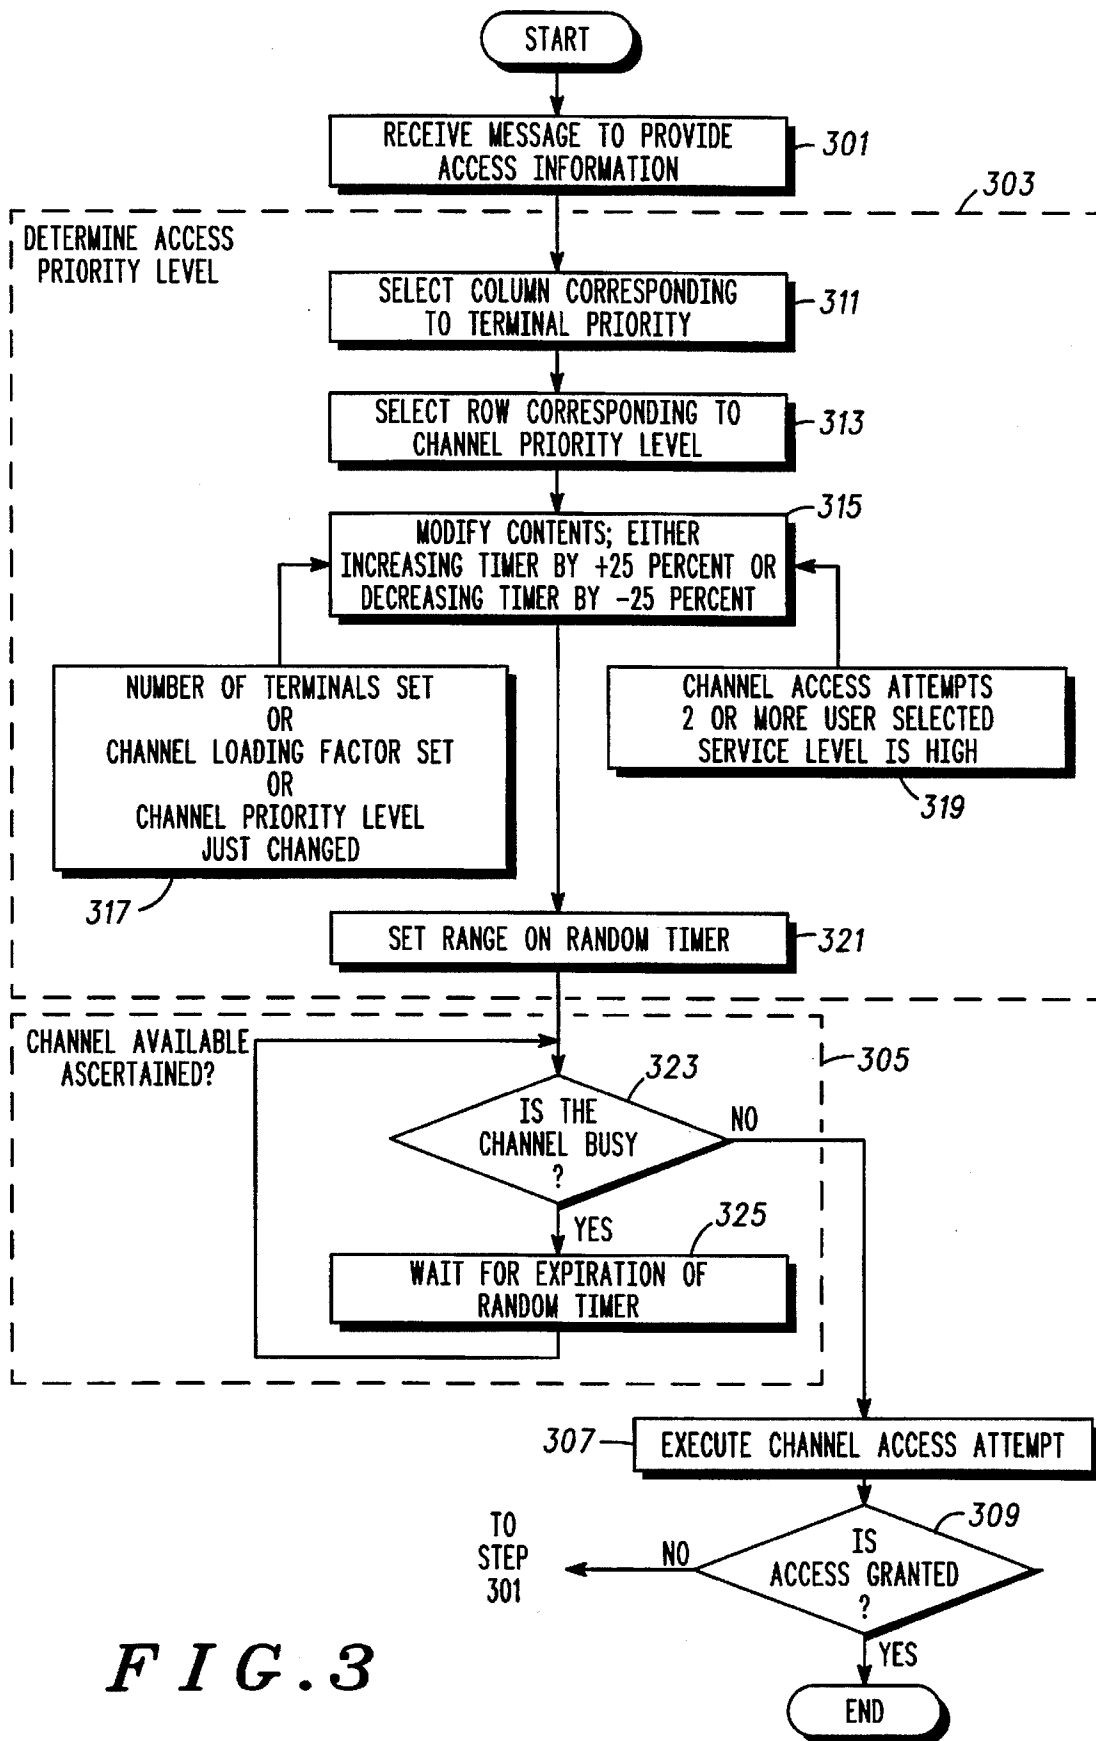 START
RECEIVE MESSAGE TO PROVIDE
ACCESS INFORMATION
301
303
DETERMINE ACCESS
PRIORITY LEVEL
SELECT COLUMN CORRESPONDING
TO TERMINAL PRIORITY
311
SELECT ROW CORRESPONDING TO
CHANNEL PRIORITY LEVEL
313
315
MODIFY CONTENTS; EITHER
INCREASING TIMER BY +25 PERCENT OR
DECREASING TIMER BY -25 PERCENT
NUMBER OF TERMINALS SET
OR
CHANNEL LOADING FACTOR SET
OR
CHANNEL PRIORITY LEVEL
JUST CHANGED
317
CHANNEL ACCESS ATTEMPTS
2 OR MORE USER SELECTED
SERVICE LEVEL IS HIGH
319
SET RANGE ON RANDOM TIMER
321
CHANNEL AVAILABLE
ASCERTAINED?
305
323
IS THE
CHANNEL BUSY
?
NO
YES
325
WAIT FOR EXPIRATION OF
RANDOM TIMER
307
EXECUTE CHANNEL ACCESS ATTEMPT
309
IS
ACCESS GRANTED
?
NO
TO
STEP
301
YES
END
FIG.3